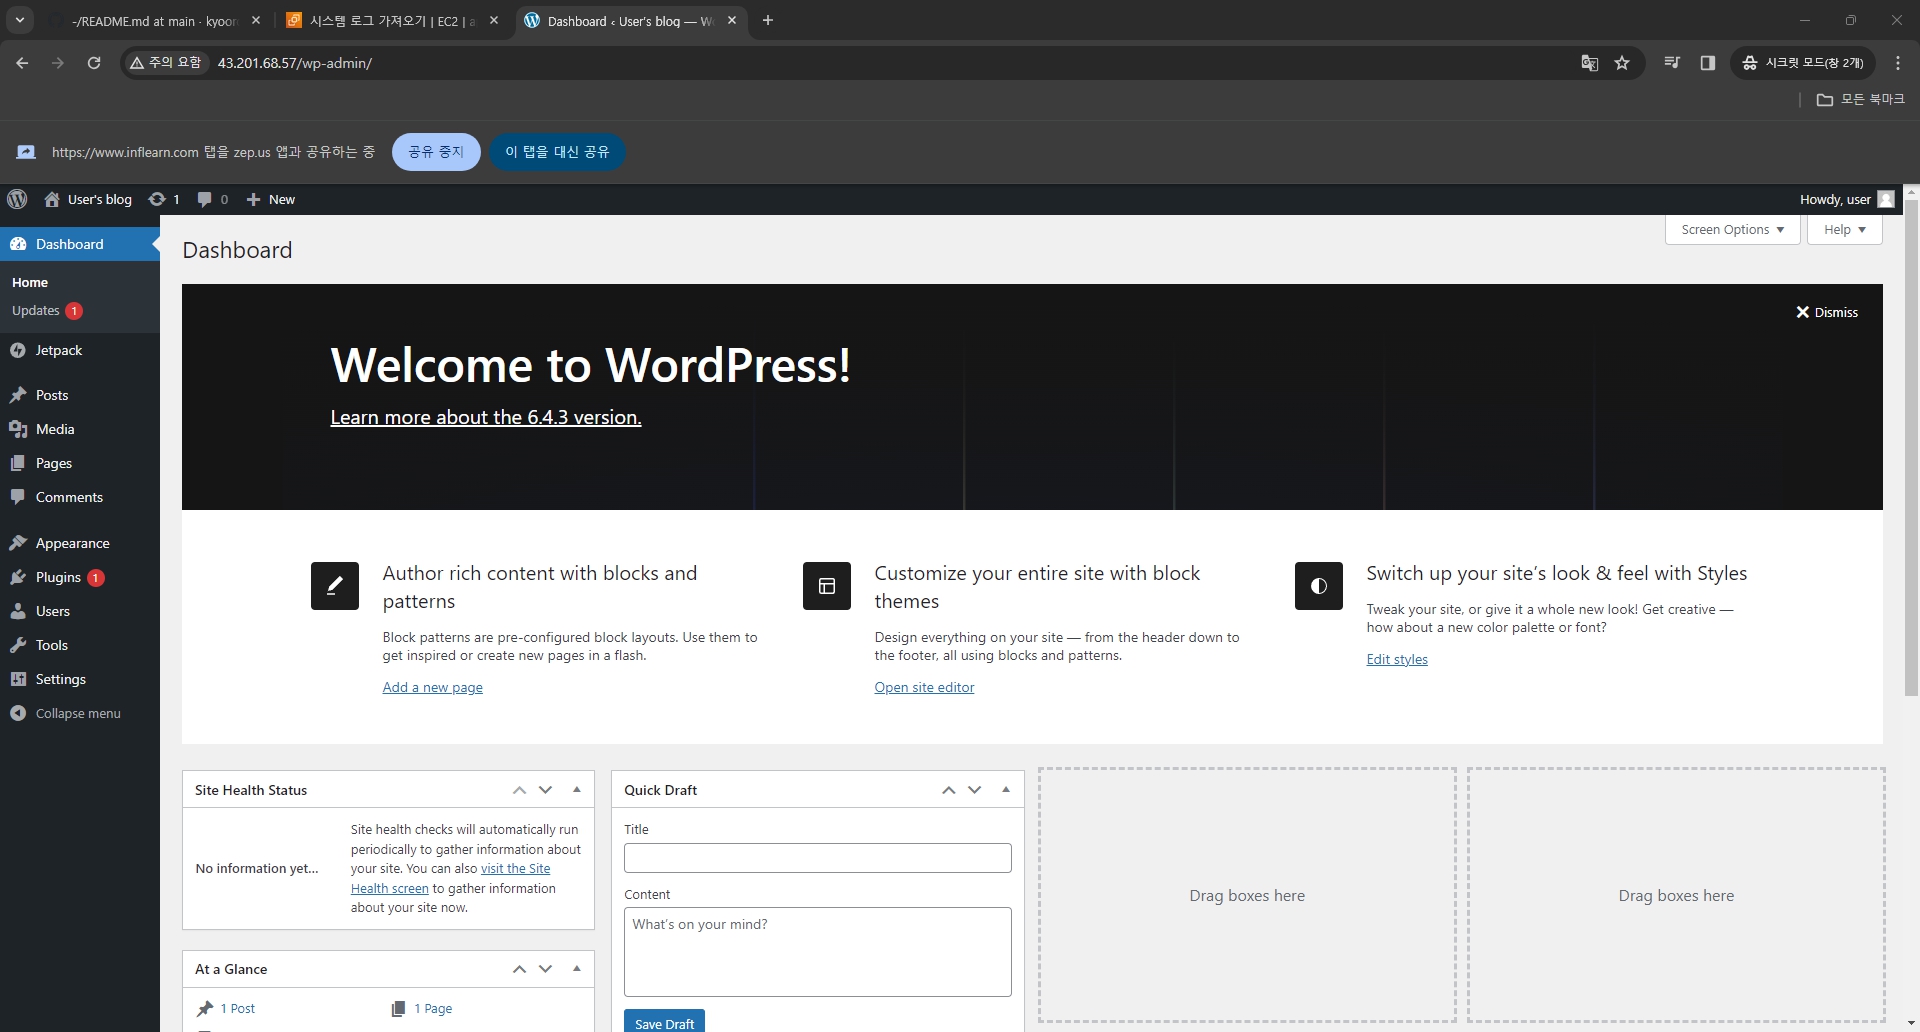 -/README.md at main · kyoor
시스템 로그 가져오기 | EC2 | a
Dashboard ‹ User's blog — W
주의 요함
43.201.68.57/wp-admin/
시크릿 모드(창 2개)
모든 북마크
https://www.inflearn.com 탭을 zep.us 앱과 공유하는 중
공유 중지
이 탭을 대신 공유
User's blog
1
0
New
Howdy, user
Dashboard
Home
Updates 1
Jetpack
Posts
Media
Pages
Comments
Appearance
Plugins 1
Users
Tools
Settings
Collapse menu
Dashboard
Screen Options
Help
Dismiss
Welcome to WordPress!
Learn more about the 6.4.3 version.
Author rich content with blocks and
patterns
Block patterns are pre-configured block layouts. Use them to
get inspired or create new pages in a flash.
Add a new page
Customize your entire site with block
themes
Design everything on your site — from the header down to
the footer, all using blocks and patterns.
Open site editor
Switch up your site’s look & feel with Styles
Tweak your site, or give it a whole new look! Get creative —
how about a new color palette or font?
Edit styles
Site Health Status
No information yet…
Site health checks will automatically run
periodically to gather information about
your site. You can also visit the Site
Health screen to gather information
about your site now.
At a Glance
1 Post
1 Page
Quick Draft
Title
Content
What’s on your mind?
Save Draft
Drag boxes here
Drag boxes here